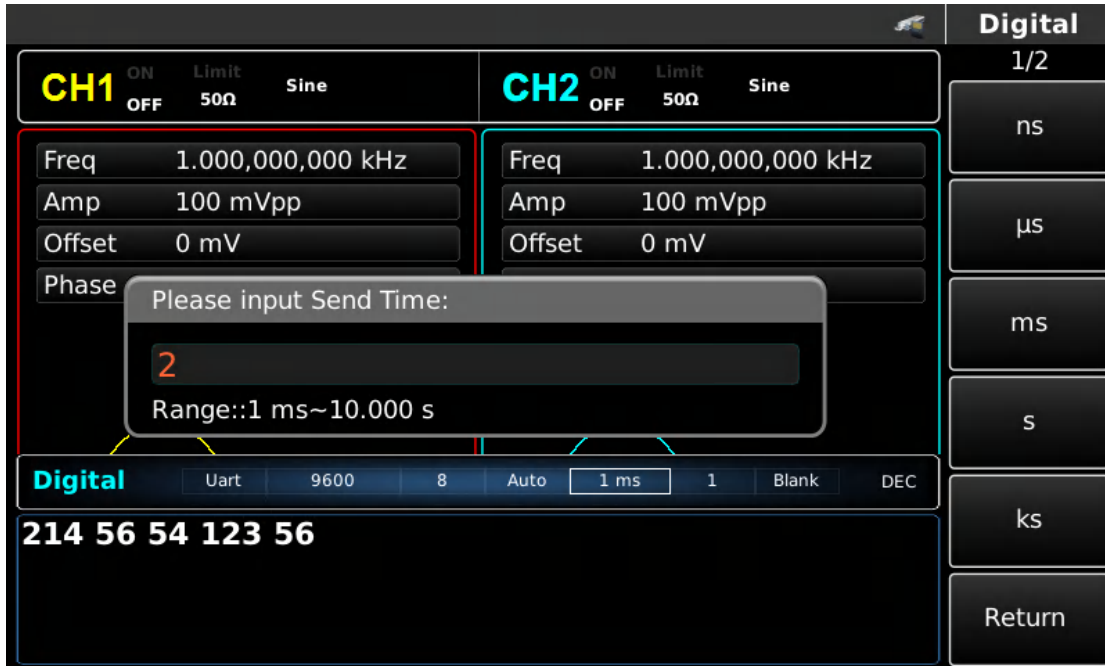 Digital
1/2
CH1 ON OFF Limit 50Ω Sine
CH2 ON OFF Limit 50Ω Sine
Freq 1.000,000,000 kHz
Amp 100 mVpp
Offset 0 mV
Phase
Freq 1.000,000,000 kHz
Amp 100 mVpp
Offset 0 mV
Please input Send Time:
2
Range::1 ms~10.000 s
Digital Uart 9600 8 Auto 1 ms 1 Blank DEC
214 56 54 123 56
ns
µs
ms
s
ks
Return